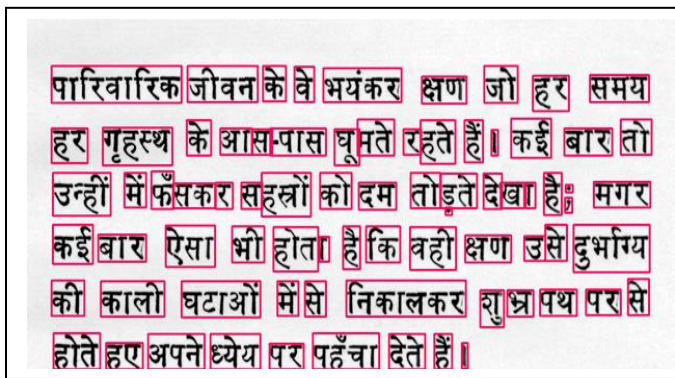 पारिवारिक जीवन के वे भयंकर क्षण जो हर समय
हर गृहस्थ के आस-पास घूमते रहते हैं। कई बार तो
उन्हीं में फँसकर सहस्रों को दम तोड़ते देखा है; मगर
कई बार ऐसा भी होता है कि वही क्षण उसे दुर्भाग्य
की काली घटाओं में से निकालकर शुभ्र पथ पर से
होते हुए अपने ध्येय पर पहुँचा देते हैं।